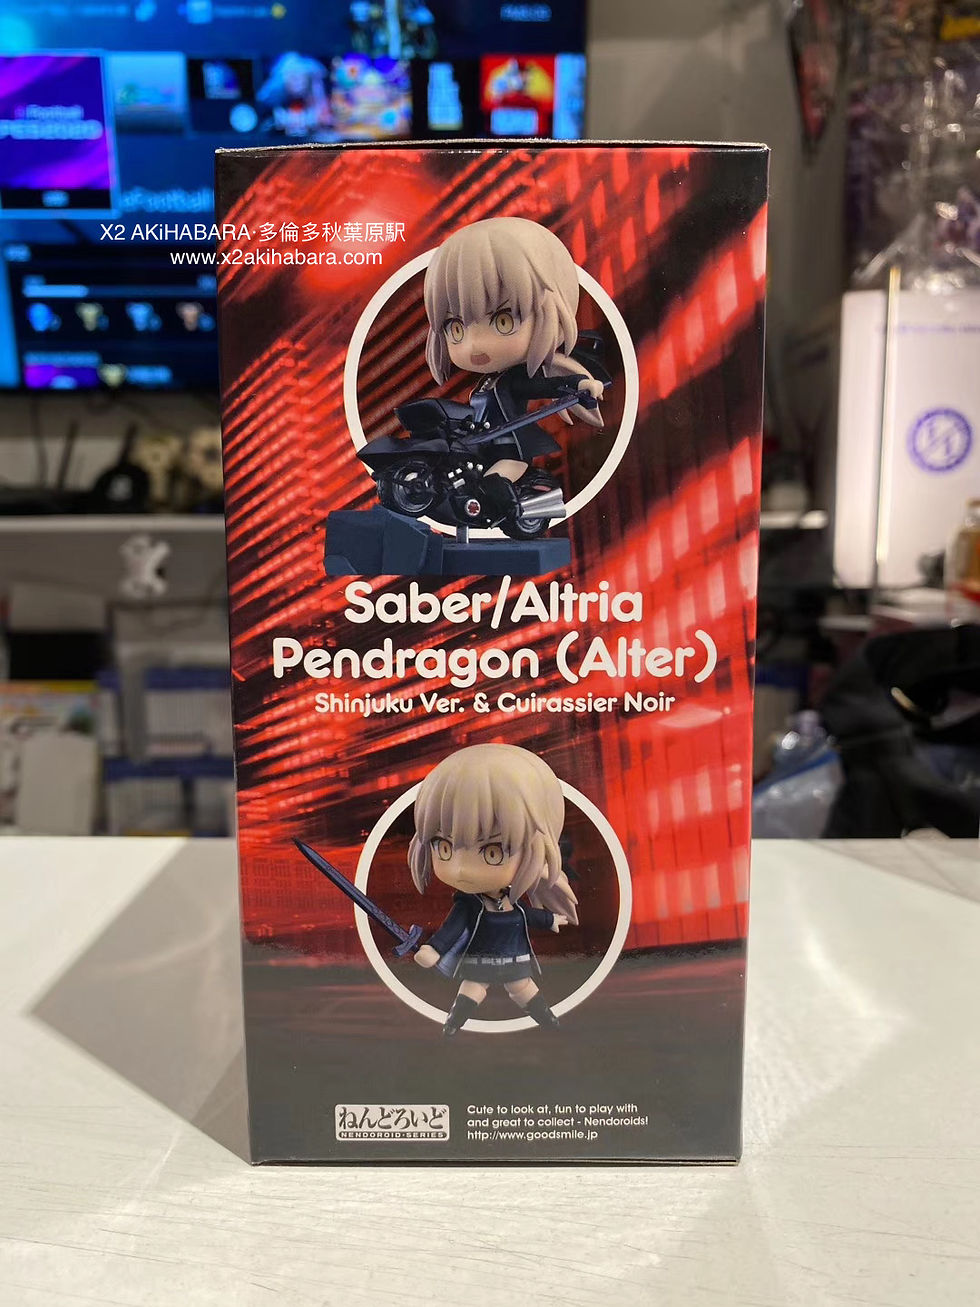 X2 AKiHABARA·多倫多秋葉原駅
www.x2akihabara.com
Saber/Altria
Pendragon (Alter)
Shinjuku Ver. & Cuirassier Noir
ねんどろいど
NENDOROID·SERIES
Cute to look at, fun to play with
and great to collect - Nendoroids!
http://www.goodsmile.jp